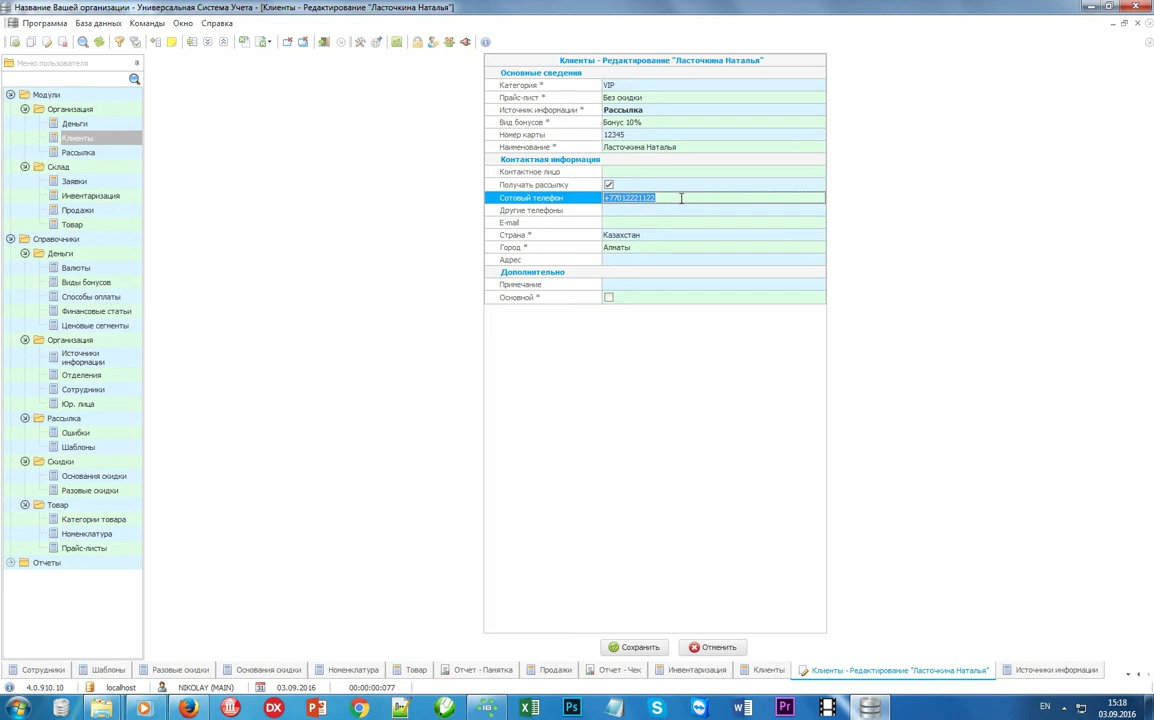 Название Вашей организации - Универсальная Система Учета - [Клиенты - Редактирование "Ласточкина Наталья"]
Программа База данных Команды Окно Справка
Меню пользователя
Модули
Организация
Деньги
Клиенты
Рассылка
Склад
Заявки
Инвентаризация
Продажи
Товар
Справочники
Деньги
Валюты
Виды бонусов
Способы оплаты
Финансовые статьи
Ценовые сегменты
Организация
Источники
информации
Отделения
Сотрудники
Юр. лица
Рассылка
Ошибки
Шаблоны
Скидки
Основания скидки
Разовые скидки
Товар
Категории товара
Номенклатура
Прайс-листы
Отчеты
Клиенты - Редактирование "Ласточкина Наталья"
Основные сведения
Категория * VIP
Прайс-лист * Без скидки
Источник информации * Рассылка
Вид бонусов * Бонус 10%
Номер карты 12345
Наименование * Ласточкина Наталья
Контактная информация
Контактное лицо
Получать рассылку
Сотовый телефон +77012221122
Другие телефоны
E-mail
Страна * Казахстан
Город * Алматы
Адрес
Дополнительно
Примечание
Основной *
Сохранить Отменить
Сотрудники Шаблоны Разовые скидки Основания скидки Номенклатура Товар Отчет - Памятка Продажи Отчет - Чек Инвентаризация Клиенты Клиенты - Редактирование "Ласточкина Наталья" Источники информации
4.0.910.10 localhost NIKOLAY (MAIN) 31 03.09.2016 00:00:00:077
DX Ps W Pr EN 15:18
03.09.2016